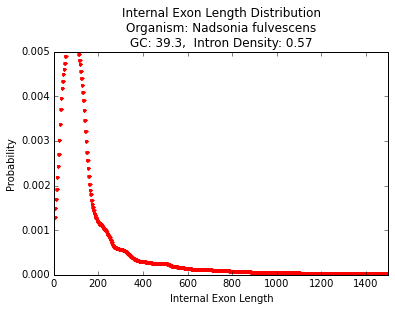 Internal Exon Length Distribution
Organism: Nadsonia fulvescens
GC: 39.3,  Intron Density: 0.57
0.005
0.004
0.003
0.002
0.001
0.000
Probability
0 200 400 600 800 1000 1200 1400
Internal Exon Length